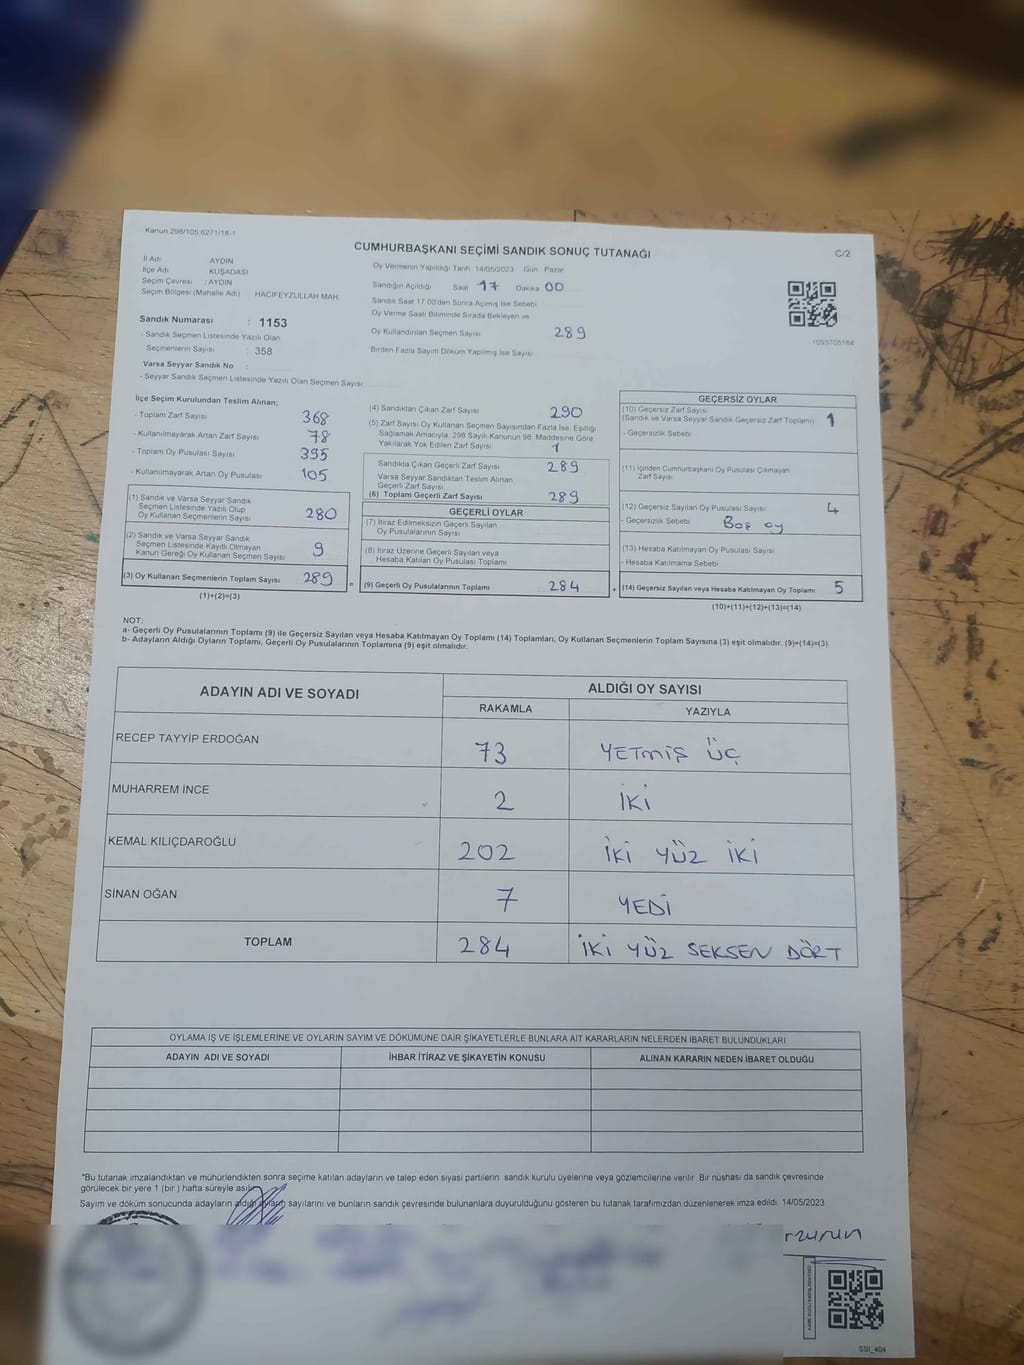 Kanun:298/105,6271/18-1
CUMHURBAŞKANI SEÇİMİ SANDIK SONUÇ TUTANAĞI
C/2
İl Adı AYDIN
İlçe Adı KUŞADASI
Seçim Çevresi : AYDIN
Seçim Bölgesi (Mahalle Adı) HACIFEYZULLAH MAH
Sandık Numarası : 1153
- Sandık Seçmen Listesinde Yazılı Olan
Seçmenlerin Sayısı : 358
Varsa Seyyar Sandık No :
- Seyyar Sandık Seçmen Listesinde Yazılı Olan Seçmen Sayısı
Oy Vermenin Yapıldığı Tarih 14/05/2023 Gün Pazar
Sandığın Açıldığı Saat 17 Dakika 00
Sandık Saat 17.00'den Sonra Açılmış İse Sebebi
Oy Verme Saati Bitiminde Sırada Bekleyen ve
Oy Kullandırılan Seçmen Sayısı 289
Birden Fazla Sayım Döküm Yapılmış İse Sayısı
1093705184
İlçe Seçim Kurulundan Teslim Alınan;
- Toplam Zarf Sayısı 368
- Kullanılmayarak Artan Zarf Sayısı 78
- Toplam Oy Pusulası Sayısı 395
- Kullanılmayarak Artan Oy Pusulası 105
(1) Sandık ve Varsa Seyyar Sandık
Seçmen Listesinde Yazılı Olup
Oy Kullanan Seçmenlerin Sayısı 280
(2) Sandık ve Varsa Seyyar Sandık
Seçmen Listesinde Kayıtlı Olmayan
Kanun Gereği Oy Kullanan Seçmen Sayısı 9
(3) Oy Kullanan Seçmenlerin Toplam Sayısı 289
(1)+(2)=(3)
(4) Sandıktan Çıkan Zarf Sayısı 290
(5) Zarf Sayısı Oy Kullanan Seçmen Sayısından Fazla İse, Eşitliği
Sağlamak Amacıyla, 298 Sayılı Kanunun 98. Maddesine Göre
Yakılarak Yok Edilen Zarf Sayısı 1
Sandıkta Çıkan Geçerli Zarf Sayısı 289
Varsa Seyyar Sandıktan Teslim Alınan
Geçerli Zarf Sayısı
(6) Toplam Geçerli Zarf Sayısı 289
GEÇERLİ OYLAR
(7) İtiraz Edilmeksizin Geçerli Sayılan
Oy Pusulalarının Sayısı
(8) İtiraz Üzerine Geçerli Sayılan veya
Hesaba Katılan Oy Pusulası Toplamı
= (9) Geçerli Oy Pusulalarının Toplamı 284
GEÇERSİZ OYLAR
(10) Geçersiz Zarf Sayısı
(Sandık ve Varsa Seyyar Sandık Geçersiz Zarf Toplamı) 1
- Geçersizlik Sebebi
(11) İçinden Cumhurbaşkanı Oy Pusulası Çıkmayan
Zarf Sayısı
(12) Geçersiz Sayılan Oy Pusulası Sayısı 4
- Geçersizlik Sebebi Boş oy
(13) Hesaba Katılmayan Oy Pusulası Sayısı
- Hesaba Katılmama Sebebi
+ (14) Geçersiz Sayılan veya Hesaba Katılmayan Oy Toplamı 5
(10)+(11)+(12)+(13)=(14)
NOT:
a- Geçerli Oy Pusulalarının Toplamı (9) ile Geçersiz Sayılan veya Hesaba Katılmayan Oy Toplamı (14) Toplamları, Oy Kullanan Seçmenlerin Toplam Sayısına (3) eşit olmalıdır. (9)+(14)=(3)
b- Adayların Aldığı Oyların Toplamı, Geçerli Oy Pusulalarının Toplamına (9) eşit olmalıdır.
ADAYIN ADI VE SOYADI
ALDIĞI OY SAYISI
RAKAMLA YAZIYLA
RECEP TAYYİP ERDOĞAN 73 YETMİŞ ÜÇ
MUHARREM İNCE 2 İKİ
KEMAL KILIÇDAROĞLU 202 İKİ YÜZ İKİ
SİNAN OĞAN 7 YEDİ
TOPLAM 284 İKİ YÜZ SEKSEN DÖRT
OYLAMA İŞ VE İŞLEMLERİNE VE OYLARIN SAYIM VE DÖKÜMÜNE DAİR ŞİKAYETLERLE BUNLARA AİT KARARLARIN NELERDEN İBARET BULUNDUKLARI
ADAYIN ADI VE SOYADI İHBAR İTİRAZ VE ŞİKAYETİN KONUSU ALINAN KARARIN NEDEN İBARET OLDUĞU
*Bu tutanak imzalandıktan ve mühürlendikten sonra seçime katılan adayların ve talep eden siyasi partilerin sandık kurulu üyelerine veya gözlemcilerine verilir. Bir nüshası da sandık çevresinde
görülecek bir yere 1 (bir ) hafta süreyle asılır.
Sayım ve döküm sonucunda adayların aldığı oyların sayılarını ve bunların sandık çevresinde bulunanlara duyurulduğunu gösteren bu tutanak tarafımızdan düzenlenerek imza edildi. 14/05/2023
SSI_404